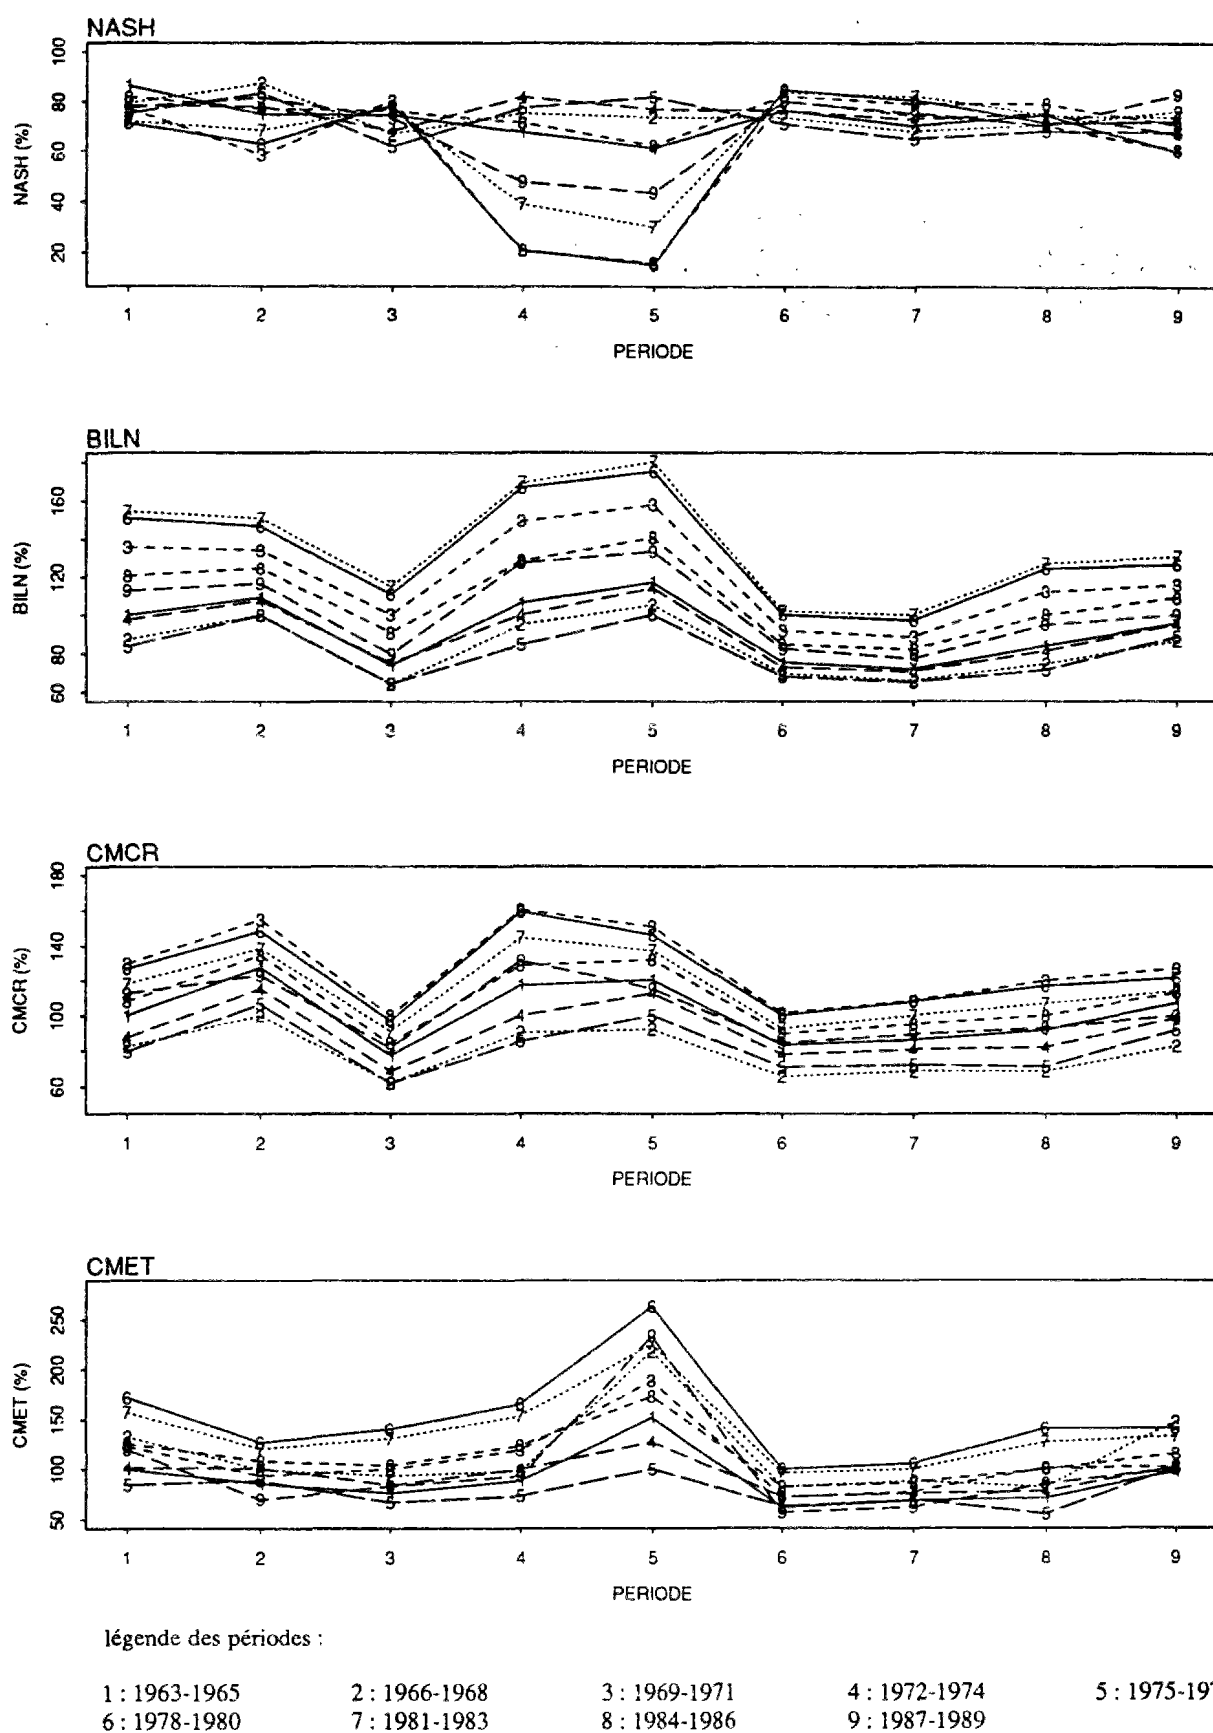 NASH
100
80
60
40
20
NASH (%)
1 2 3 4 5 6 7 8 9
PERIODE
BILN
160
120
80
60
BILN (%)
1 2 3 4 5 6 7 8 9
PERIODE
CMCR
180
140
100
60
CMCR (%)
1 2 3 4 5 6 7 8 9
PERIODE
CMET
250
200
150
100
50
CMET (%)
1 2 3 4 5 6 7 8 9
PERIODE
légende des périodes :
1 : 1963-1965 2 : 1966-1968 3 : 1969-1971 4 : 1972-1974 5 : 1975-197
6 : 1978-1980 7 : 1981-1983 8 : 1984-1986 9 : 1987-1989